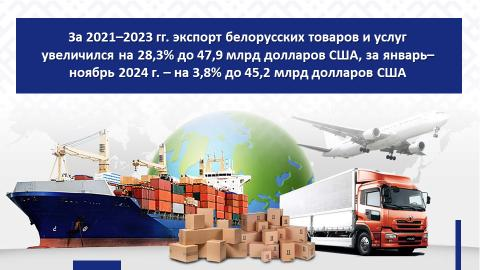 За 2021–2023 гг. экспорт белорусских товаров и услуг
увеличился на 28,3% до 47,9 млрд долларов США, за январь–
ноябрь 2024 г. – на 3,8% до 45,2 млрд долларов США